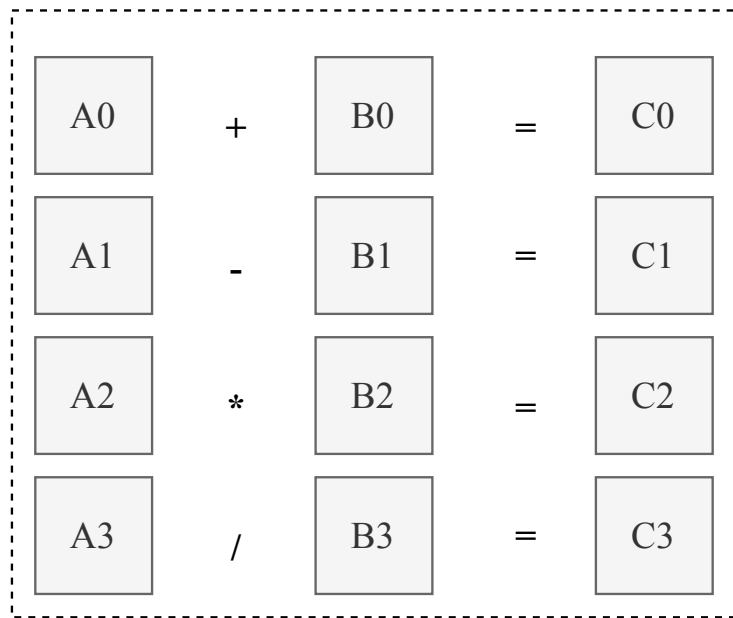 A0 + B0 = C0
A1 - B1 = C1
A2 * B2 = C2
A3 / B3 = C3